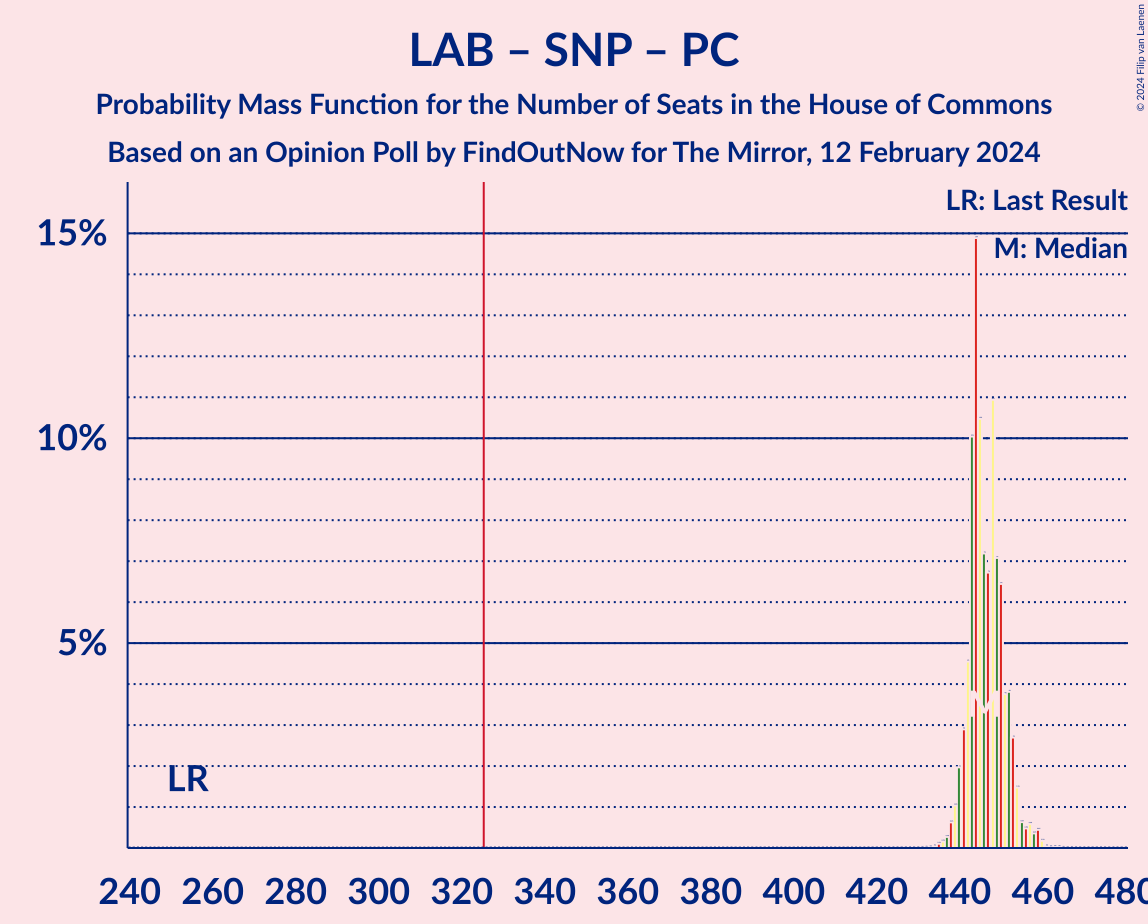 LAB – SNP – PC
Probability Mass Function for the Number of Seats in the House of Commons
Based on an Opinion Poll by FindOutNow for The Mirror, 12 February 2024
© 2024 Filip van Laenen
LR: Last Result
M: Median
15%
10%
5%
M
LR
240 260 280 300 320 340 360 380 400 420 440 460 480